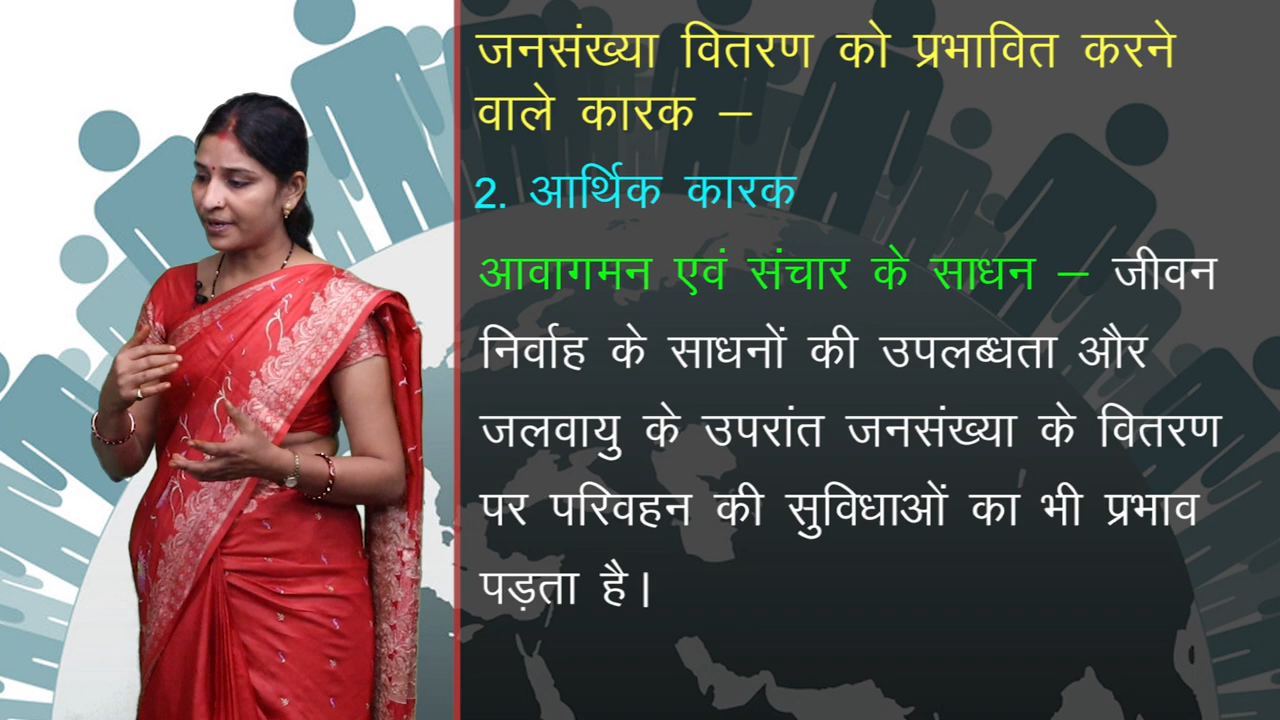 जनसंख्या वितरण को प्रभावित करने
वाले कारक –
2. आर्थिक कारक
आवागमन एवं संचार के साधन – जीवन
निर्वाह के साधनों की उपलब्धता और
जलवायु के उपरांत जनसंख्या के वितरण
पर परिवहन की सुविधाओं का भी प्रभाव
पड़ता है।